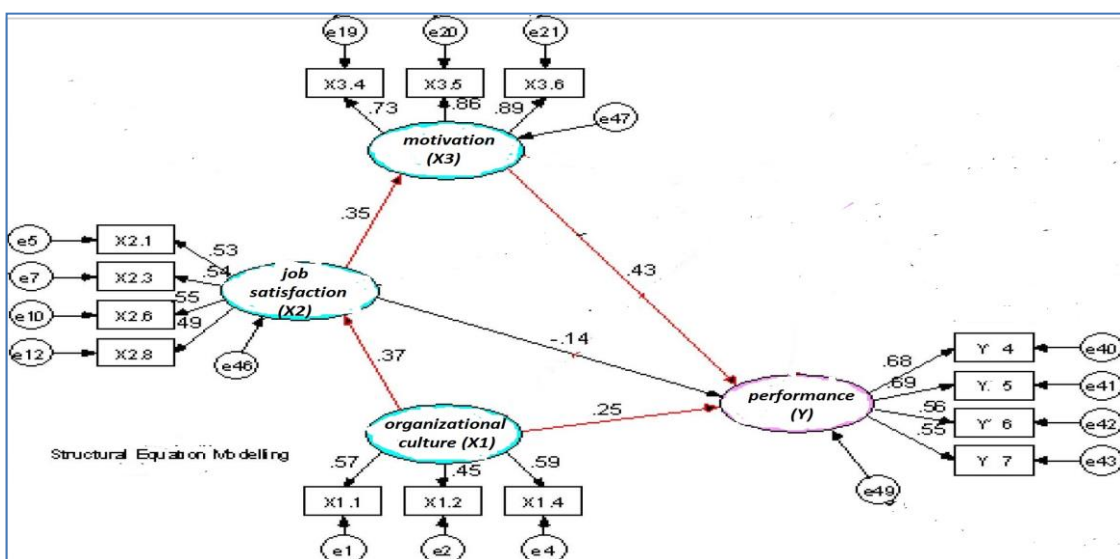 e19 e20 e21
X3.4 X3.5 X3.6
.73 .86 .89
e47
motivation
(X3)
.35
.43
e5 X2.1 .53
e7 X2.3 .54
e10 X2.6 .55
e12 X2.8 .49
job
satisfaction
(X2)
e46
-.14
.37
.25
organizational
culture (X1)
performance
(Y)
.68 Y 4 e40
.69 Y. 5 e41
.56 Y 6 e42
.55 Y 7 e43
e49
Structural Equation Modelling
.57 .45 .59
X1.1 X1.2 X1.4
e1 e2 e4